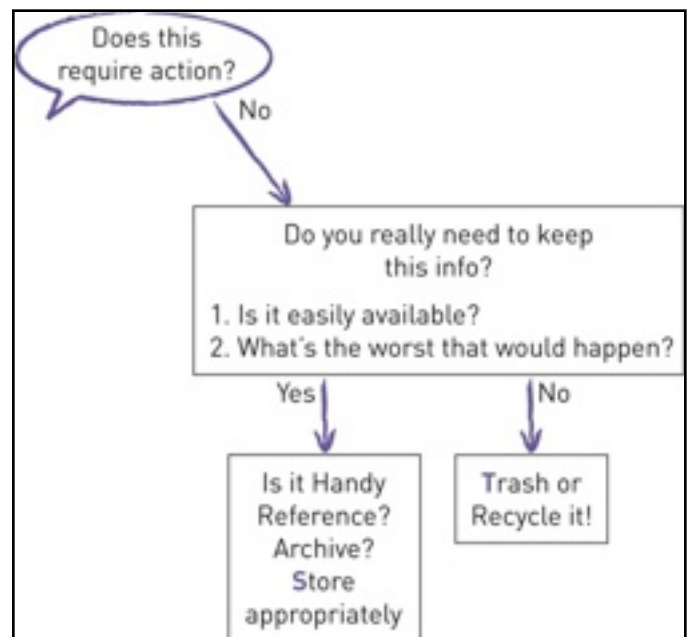 Does this
require action?
No
Do you really need to keep
this info?
1. Is it easily available?
2. What's the worst that would happen?
Yes
No
Is it Handy
Reference?
Archive?
Store
appropriately
Trash or
Recycle it!